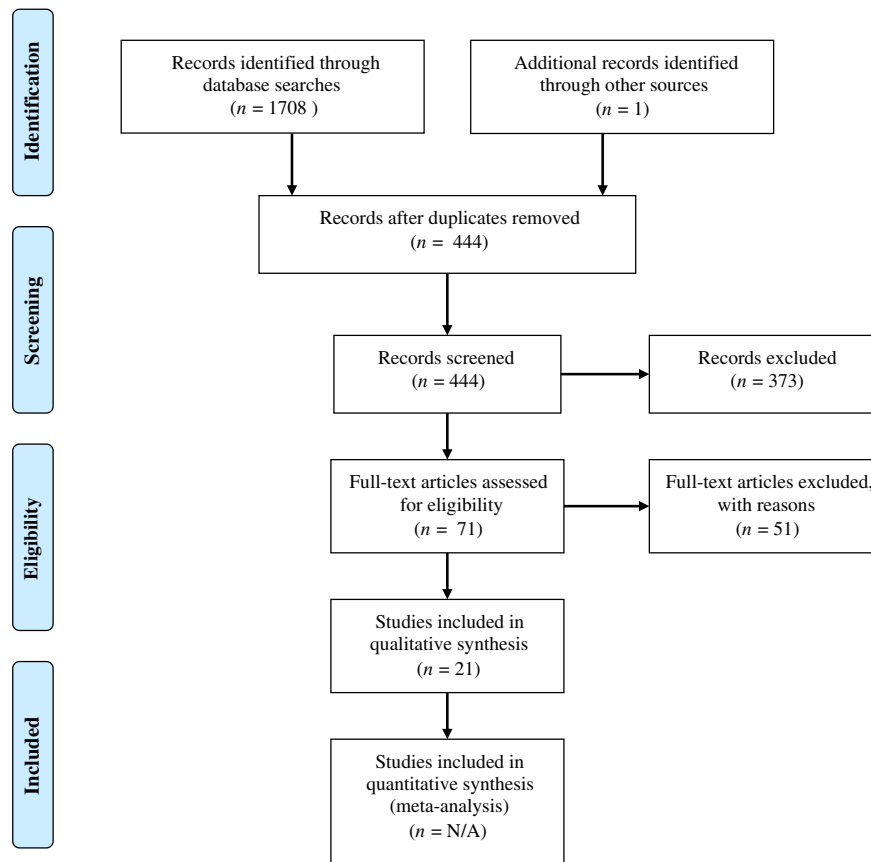 Identification
Records identified through
database searches
(n = 1708 )
Additional records identified
through other sources
(n = 1)
Records after duplicates removed
(n = 444)
Screening
Records screened
(n = 444)
Records excluded
(n = 373)
Eligibility
Full-text articles assessed
for eligibility
(n = 71)
Full-text articles excluded,
with reasons
(n = 51)
Studies included in
qualitative synthesis
(n = 21)
Included
Studies included in
quantitative synthesis
(meta-analysis)
(n = N/A)